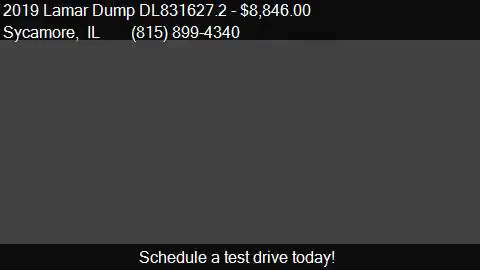 2019 Lamar Dump DL831627.2 - $8,846.00
Sycamore,  IL       (815) 899-4340
Schedule a test drive today!